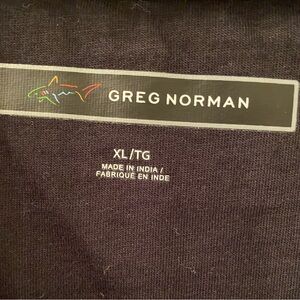 GREG NORMAN
XL/TG
MADE IN INDIA /
FABRIQUÉ EN INDE